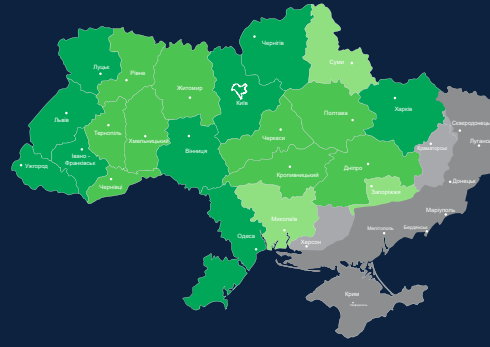 Чернігів
Суми
Луцьк
Рівне
Житомир
Київ
Харків
Львів
Полтава
Сєвєродонецьк
Тернопіль
Хмельницький
Черкаси
Луганськ
Краматорськ
Вінниця
Івано -
Франківськ
Ужгород
Дніпро
Кропивницький
Донецьк
Чернівці
Запоріжжя
Маріуполь
Миколаїв
Мелітополь
Бердянськ
Одеса
Херсон
Крим